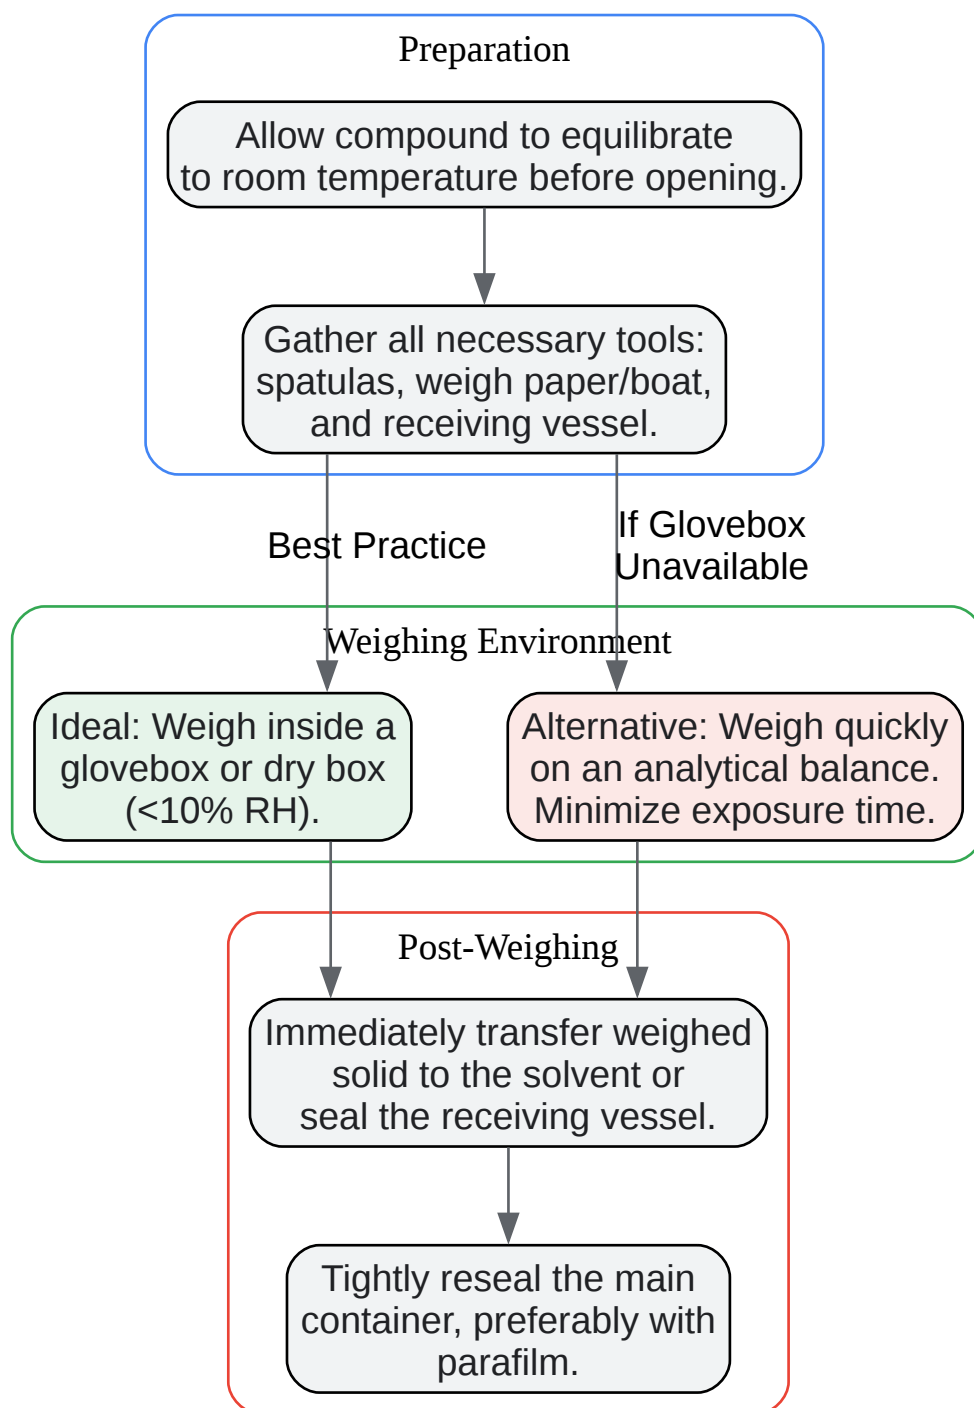 Preparation
Allow compound to equilibrate
to room temperature before opening.
Gather all necessary tools:
spatulas, weigh paper/boat,
and receiving vessel.
Best Practice
If Glovebox
Unavailable
Weighing Environment
Ideal: Weigh inside a
glovebox or dry box
(<10% RH).
Alternative: Weigh quickly
on an analytical balance.
Minimize exposure time.
Post-Weighing
Immediately transfer weighed
solid to the solvent or
seal the receiving vessel.
Tightly reseal the main
container, preferably with
parafilm.